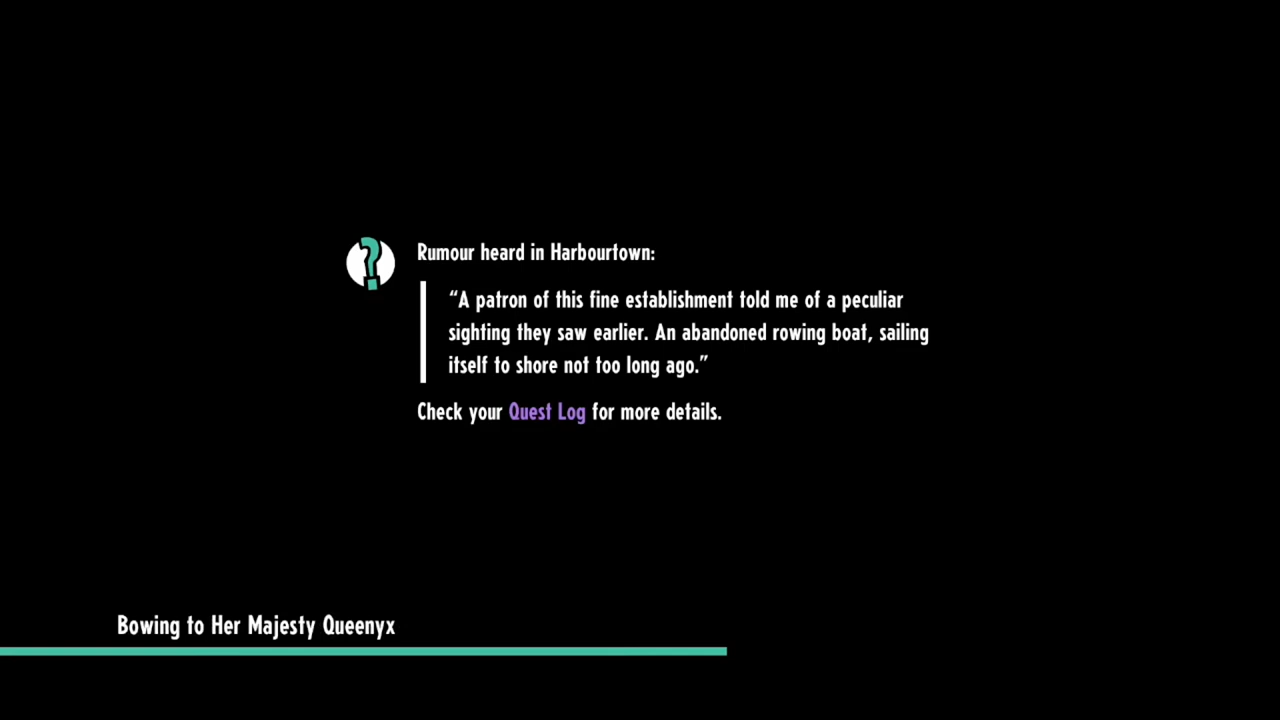 Rumour heard in Harbourtown:
“A patron of this fine establishment told me of a peculiar
sighting they saw earlier. An abandoned rowing boat, sailing
itself to shore not too long ago.”
Check your Quest Log for more details.
Bowing to Her Majesty Queenyx